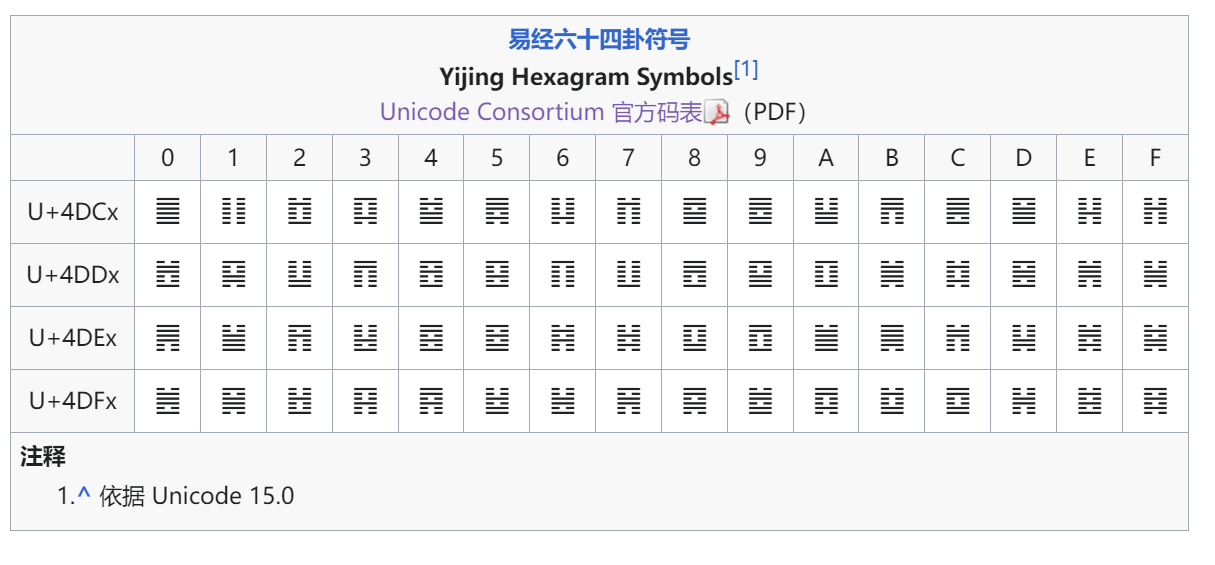 易经六十四卦符号
Yijing Hexagram Symbols[1]
Unicode Consortium 官方码表 (PDF)
0 1 2 3 4 5 6 7 8 9 A B C D E F
U+4DCx ䷀ ䷁ ䷂ ䷃ ䷄ ䷅ ䷆ ䷇ ䷈ ䷉ ䷊ ䷋ ䷌ ䷍ ䷎ ䷏
U+4DDx ䷐ ䷑ ䷒ ䷓ ䷔ ䷕ ䷖ ䷗ ䷘ ䷙ ䷚ ䷛ ䷜ ䷝ ䷞ ䷟
U+4DEx ䷠ ䷡ ䷢ ䷣ ䷤ ䷥ ䷦ ䷧ ䷨ ䷩ ䷪ ䷫ ䷬ ䷭ ䷮ ䷯
U+4DFx ䷰ ䷱ ䷲ ䷳ ䷴ ䷵ ䷶ ䷷ ䷸ ䷹ ䷺ ䷻ ䷼ ䷽ ䷾ ䷿
注释
1.^ 依据 Unicode 15.0